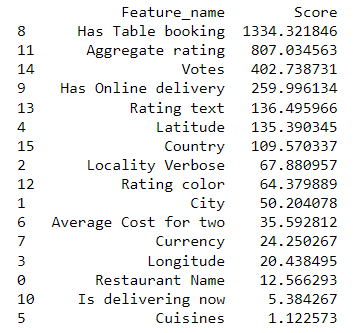 Feature_name Score
8 Has Table booking 1334.321846
11 Aggregate rating 807.034563
14 Votes 402.738731
9 Has Online delivery 259.996134
13 Rating text 136.495966
4 Latitude 135.390345
15 Country 109.570337
2 Locality Verbose 67.880957
12 Rating color 64.379889
1 City 50.204078
6 Average Cost for two 35.592812
7 Currency 24.250267
3 Longitude 20.438495
0 Restaurant Name 12.566293
10 Is delivering now 5.384267
5 Cuisines 1.122573